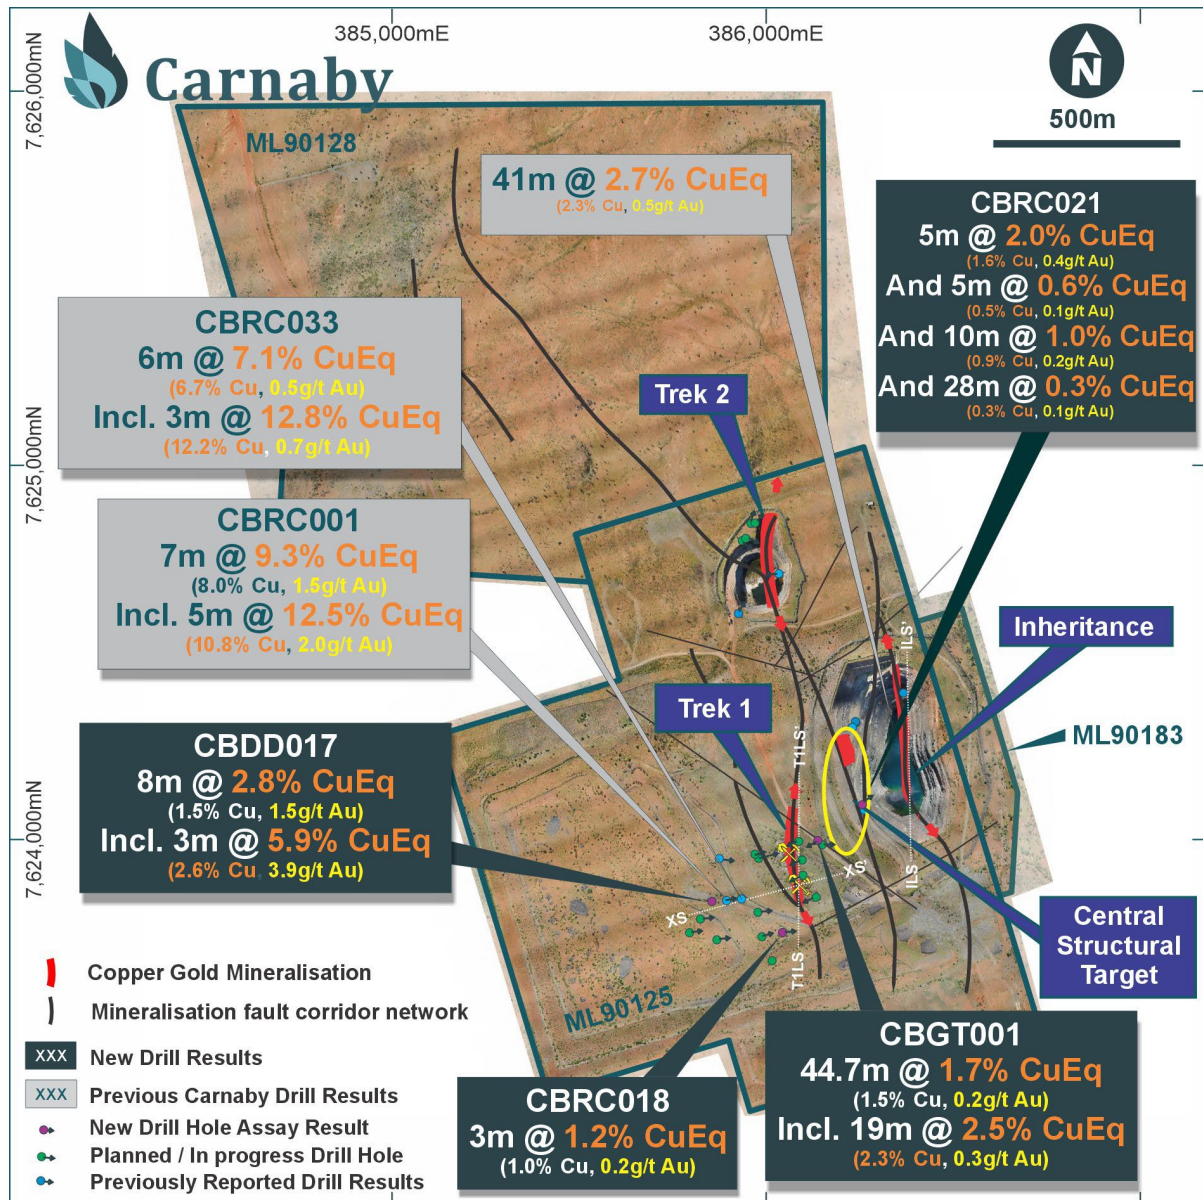 385,000mE
386,000mE
7,626,000mN
7,625,000mN
7,624,000mN
Carnaby
N
500m
ML90128
41m @ 2.7% CuEq
(2.3% Cu, 0.5g/t Au)
CBRC021
5m @ 2.0% CuEq
(1.6% Cu, 0.4g/t Au)
And 5m @ 0.6% CuEq
(0.5% Cu, 0.1g/t Au)
And 10m @ 1.0% CuEq
(0.9% Cu, 0.2g/t Au)
And 28m @ 0.3% CuEq
(0.3% Cu, 0.1g/t Au)
CBRC033
6m @ 7.1% CuEq
(6.7% Cu, 0.5g/t Au)
Incl. 3m @ 12.8% CuEq
(12.2% Cu, 0.7g/t Au)
Trek 2
CBRC001
7m @ 9.3% CuEq
(8.0% Cu, 1.5g/t Au)
Incl. 5m @ 12.5% CuEq
(10.8% Cu, 2.0g/t Au)
Inheritance
ILS'
Trek 1
T1LS'
ML90183
CBDD017
8m @ 2.8% CuEq
(1.5% Cu, 1.5g/t Au)
Incl. 3m @ 5.9% CuEq
(2.6% Cu, 3.9g/t Au)
XS'
ILS
XS
T1LS
Central
Structural
Target
ML90125
Copper Gold Mineralisation
Mineralisation fault corridor network
XXX New Drill Results
XXX Previous Carnaby Drill Results
New Drill Hole Assay Result
Planned / In progress Drill Hole
Previously Reported Drill Results
CBRC018
3m @ 1.2% CuEq
(1.0% Cu, 0.2g/t Au)
CBGT001
44.7m @ 1.7% CuEq
(1.5% Cu, 0.2g/t Au)
Incl. 19m @ 2.5% CuEq
(2.3% Cu, 0.3g/t Au)